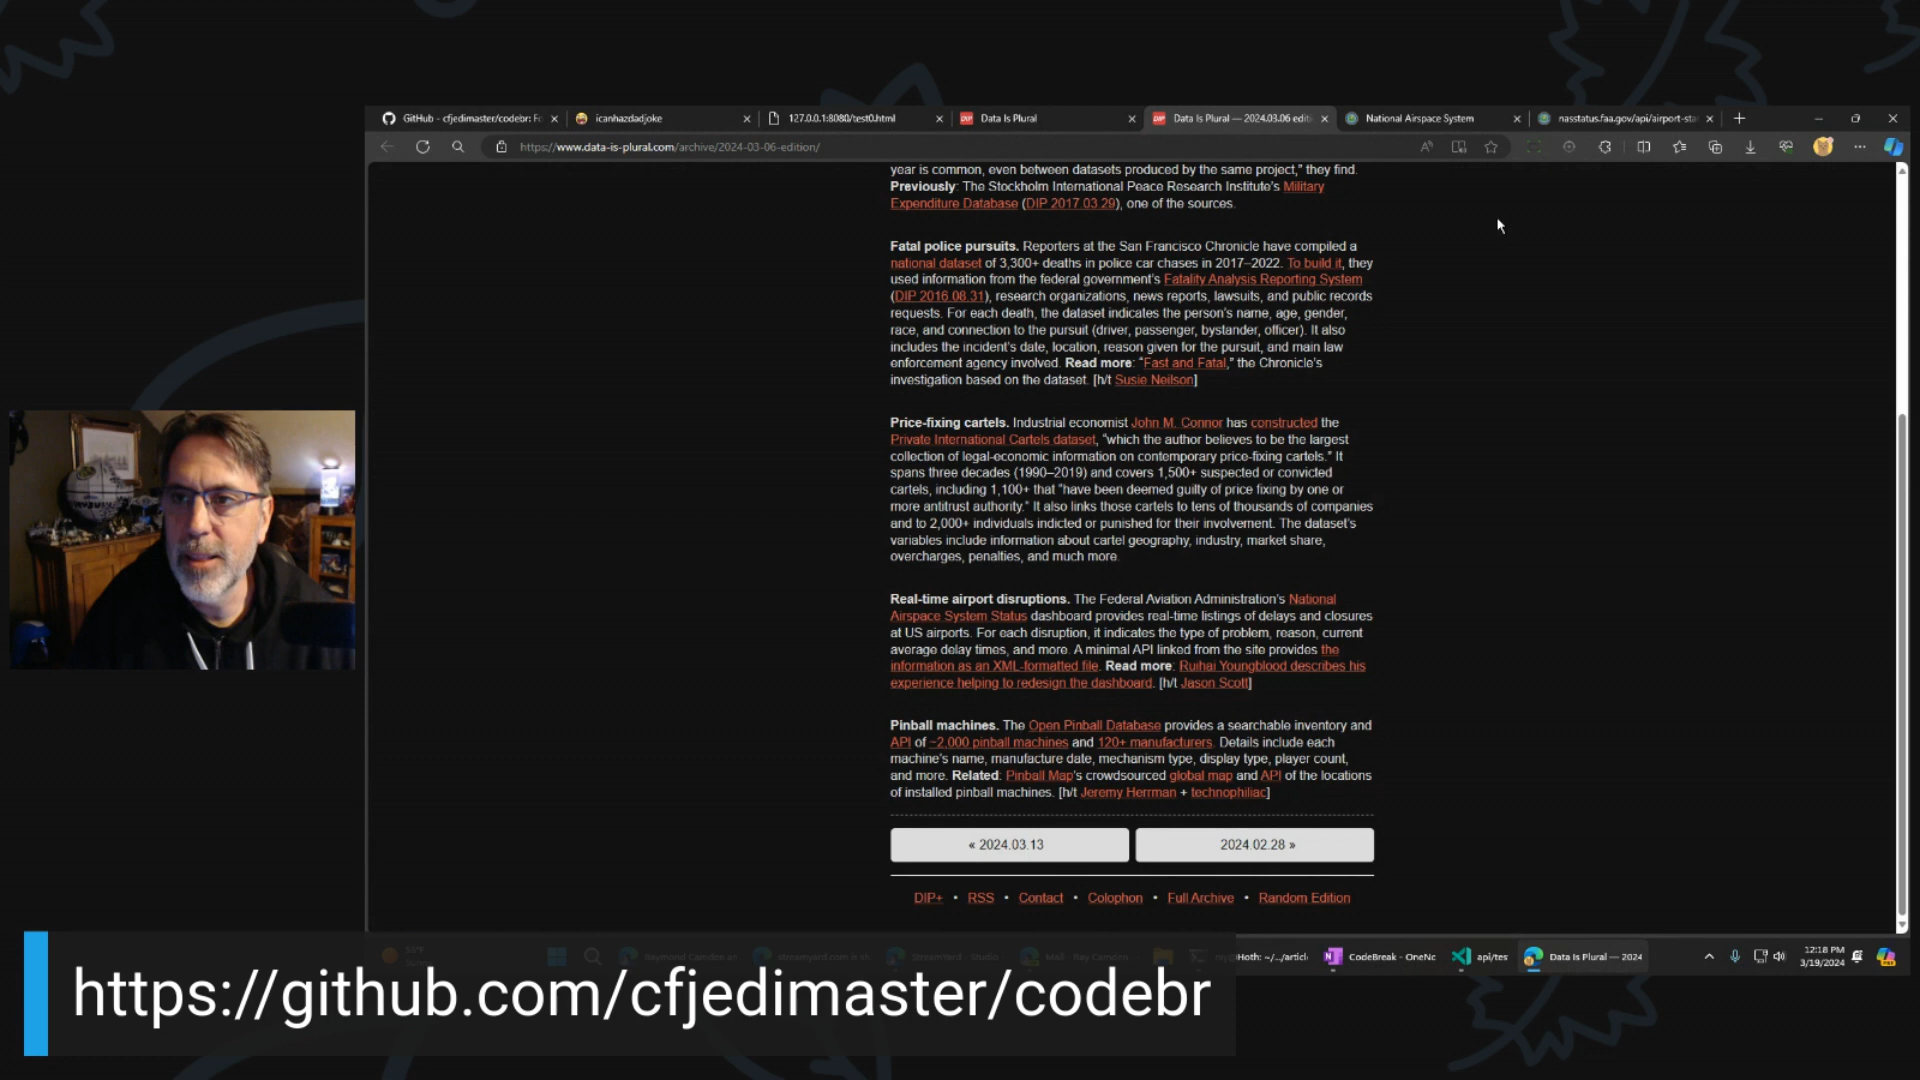 GitHub - cfjedimaster/codebr: Fr
icanhazdadjoke
127.0.0.1:8080/test0.html
Data Is Plural
Data Is Plural — 2024.03.06 editi
National Airspace System
nasstatus.faa.gov/api/airport-stat
https://www.data-is-plural.com/archive/2024-03-06-edition/
year is common, even between datasets produced by the same project,” they find.
Previously: The Stockholm International Peace Research Institute’s Military
Expenditure Database (DIP 2017.03.29), one of the sources.
Fatal police pursuits. Reporters at the San Francisco Chronicle have compiled a
national dataset of 3,300+ deaths in police car chases in 2017–2022. To build it, they
used information from the federal government’s Fatality Analysis Reporting System
(DIP 2016.08.31), research organizations, news reports, lawsuits, and public records
requests. For each death, the dataset indicates the person’s name, age, gender,
race, and connection to the pursuit (driver, passenger, bystander, officer). It also
includes the incident’s date, location, reason given for the pursuit, and main law
enforcement agency involved. Read more: “Fast and Fatal,” the Chronicle’s
investigation based on the dataset. [h/t Susie Neilson]
Price-fixing cartels. Industrial economist John M. Connor has constructed the
Private International Cartels dataset, “which the author believes to be the largest
collection of legal-economic information on contemporary price-fixing cartels.” It
spans three decades (1990–2019) and covers 1,500+ suspected or convicted
cartels, including 1,100+ that “have been deemed guilty of price fixing by one or
more antitrust authority.” It also links those cartels to tens of thousands of companies
and to 2,000+ individuals indicted or punished for their involvement. The dataset’s
variables include information about cartel geography, industry, market share,
overcharges, penalties, and much more.
Real-time airport disruptions. The Federal Aviation Administration’s National
Airspace System Status dashboard provides real-time listings of delays and closures
at US airports. For each disruption, it indicates the type of problem, reason, current
average delay times, and more. A minimal API linked from the site provides the
information as an XML-formatted file. Read more: Ruihai Youngblood describes his
experience helping to redesign the dashboard. [h/t Jason Scott]
Pinball machines. The Open Pinball Database provides a searchable inventory and
API of ~2,000 pinball machines and 120+ manufacturers. Details include each
machine’s name, manufacture date, mechanism type, display type, player count,
and more. Related: Pinball Map’s crowdsourced global map and API of the locations
of installed pinball machines. [h/t Jeremy Herrman + technophiliac]
« 2024.03.13
2024.02.28 »
DIP+ • RSS • Contact • Colophon • Full Archive • Random Edition
Raymond Camden an
StreamYard - Studio
Mail - Ray Camden
Hoth: ~/.../articl
CodeBreak - OneNc
api/tes
Data Is Plural — 2024
12:18 PM
3/19/2024
https://github.com/cfjedimaster/codebr